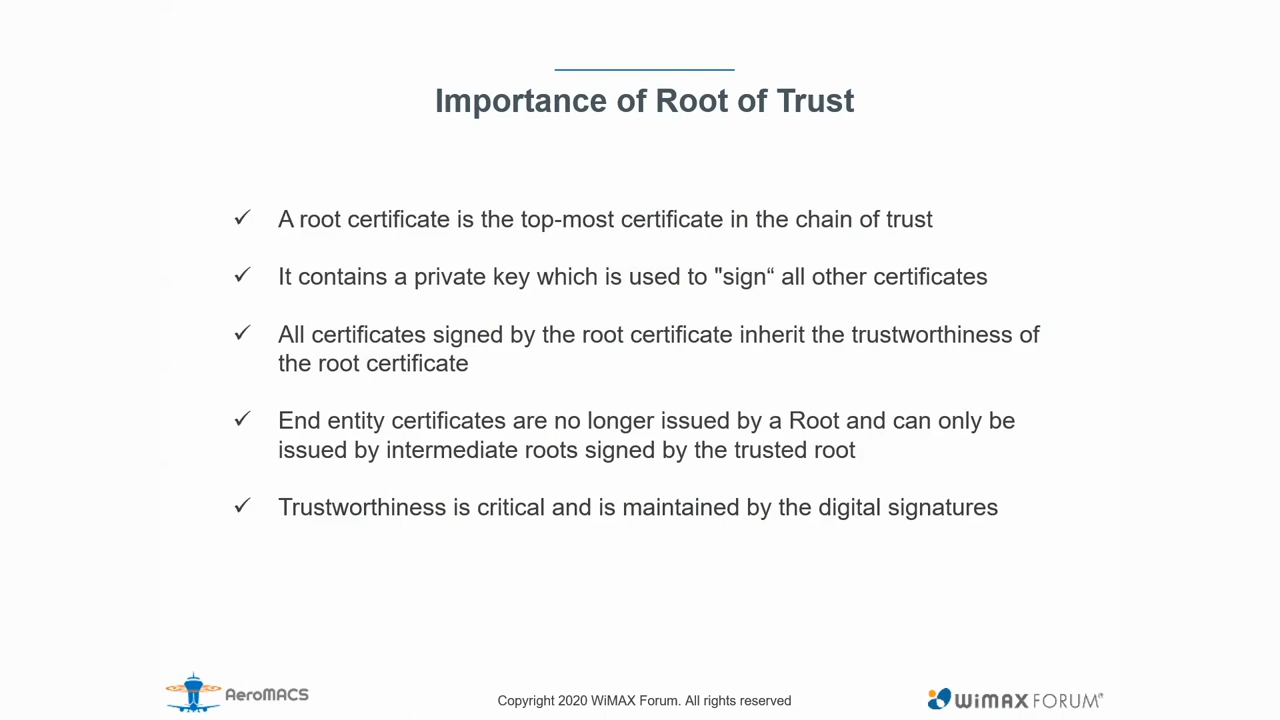 Importance of Root of Trust
✓ A root certificate is the top-most certificate in the chain of trust
✓ It contains a private key which is used to "sign“ all other certificates
✓ All certificates signed by the root certificate inherit the trustworthiness of
the root certificate
✓ End entity certificates are no longer issued by a Root and can only be
issued by intermediate roots signed by the trusted root
✓ Trustworthiness is critical and is maintained by the digital signatures
AeroMACS
Copyright 2020 WiMAX Forum. All rights reserved
WiMAX FORUM®